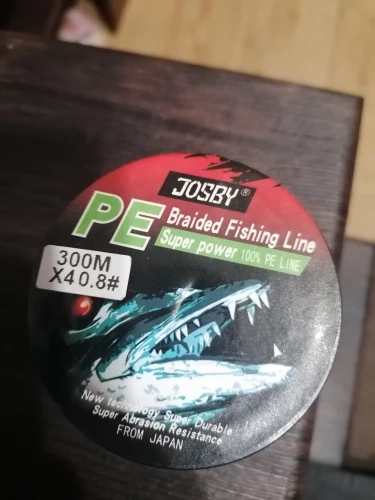 JOSBY®
PE
Braided Fishing Line
Super power 100% PE LINE
300M
X4 0.8#
New technology Super Durable
Super Abrasion Resistance
FROM JAPAN